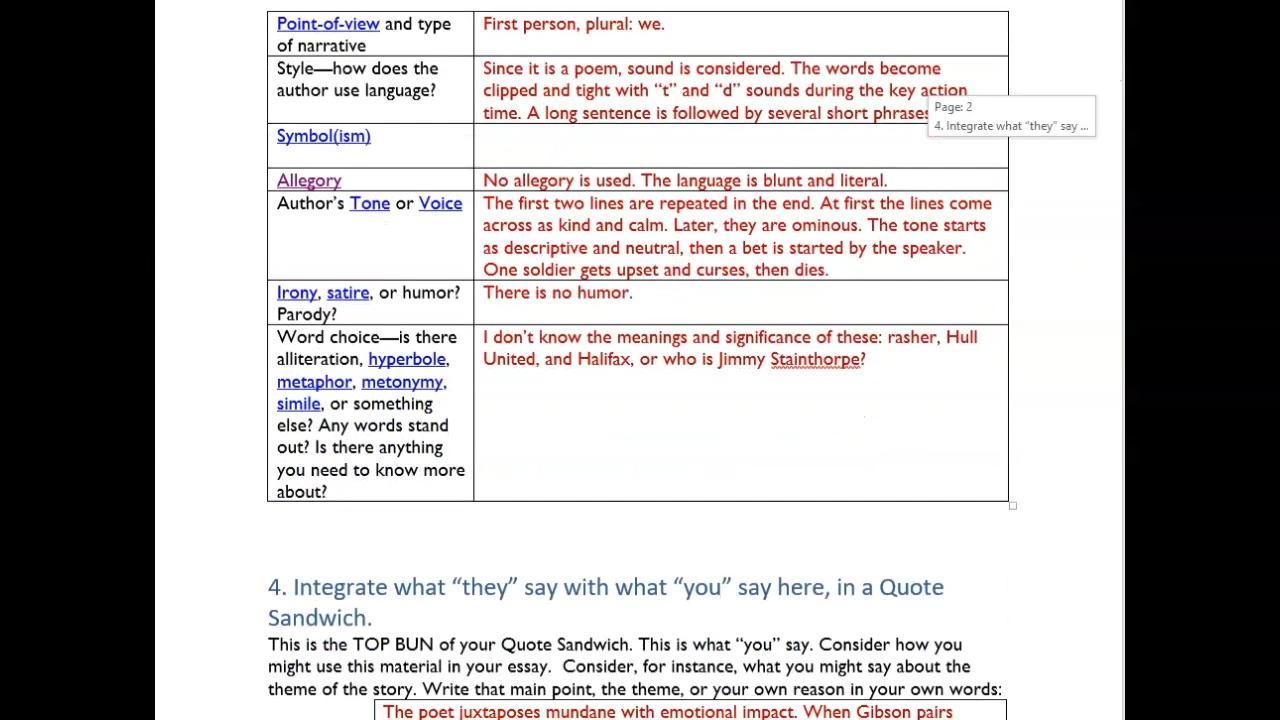 Point-of-view and type
of narrative
First person, plural: we.
Style—how does the
author use language?
Since it is a poem, sound is considered. The words become
clipped and tight with “t” and “d” sounds during the key action
time. A long sentence is followed by several short phrases
Page: 2
4. Integrate what “they” say ...
Symbol(ism)
Allegory
No allegory is used. The language is blunt and literal.
Author’s Tone or Voice
The first two lines are repeated in the end. At first the lines come
across as kind and calm. Later, they are ominous. The tone starts
as descriptive and neutral, then a bet is started by the speaker.
One soldier gets upset and curses, then dies.
Irony, satire, or humor?
Parody?
There is no humor.
Word choice—is there
alliteration, hyperbole,
metaphor, metonymy,
simile, or something
else? Any words stand
out? Is there anything
you need to know more
about?
I don’t know the meanings and significance of these: rasher, Hull
United, and Halifax, or who is Jimmy Stainthorpe?
4. Integrate what “they” say with what “you” say here, in a Quote
Sandwich.
This is the TOP BUN of your Quote Sandwich. This is what “you” say. Consider how you
might use this material in your essay.  Consider, for instance, what you might say about the
theme of the story. Write that main point, the theme, or your own reason in your own words:
The poet juxtaposes mundane with emotional impact. When Gibson pairs